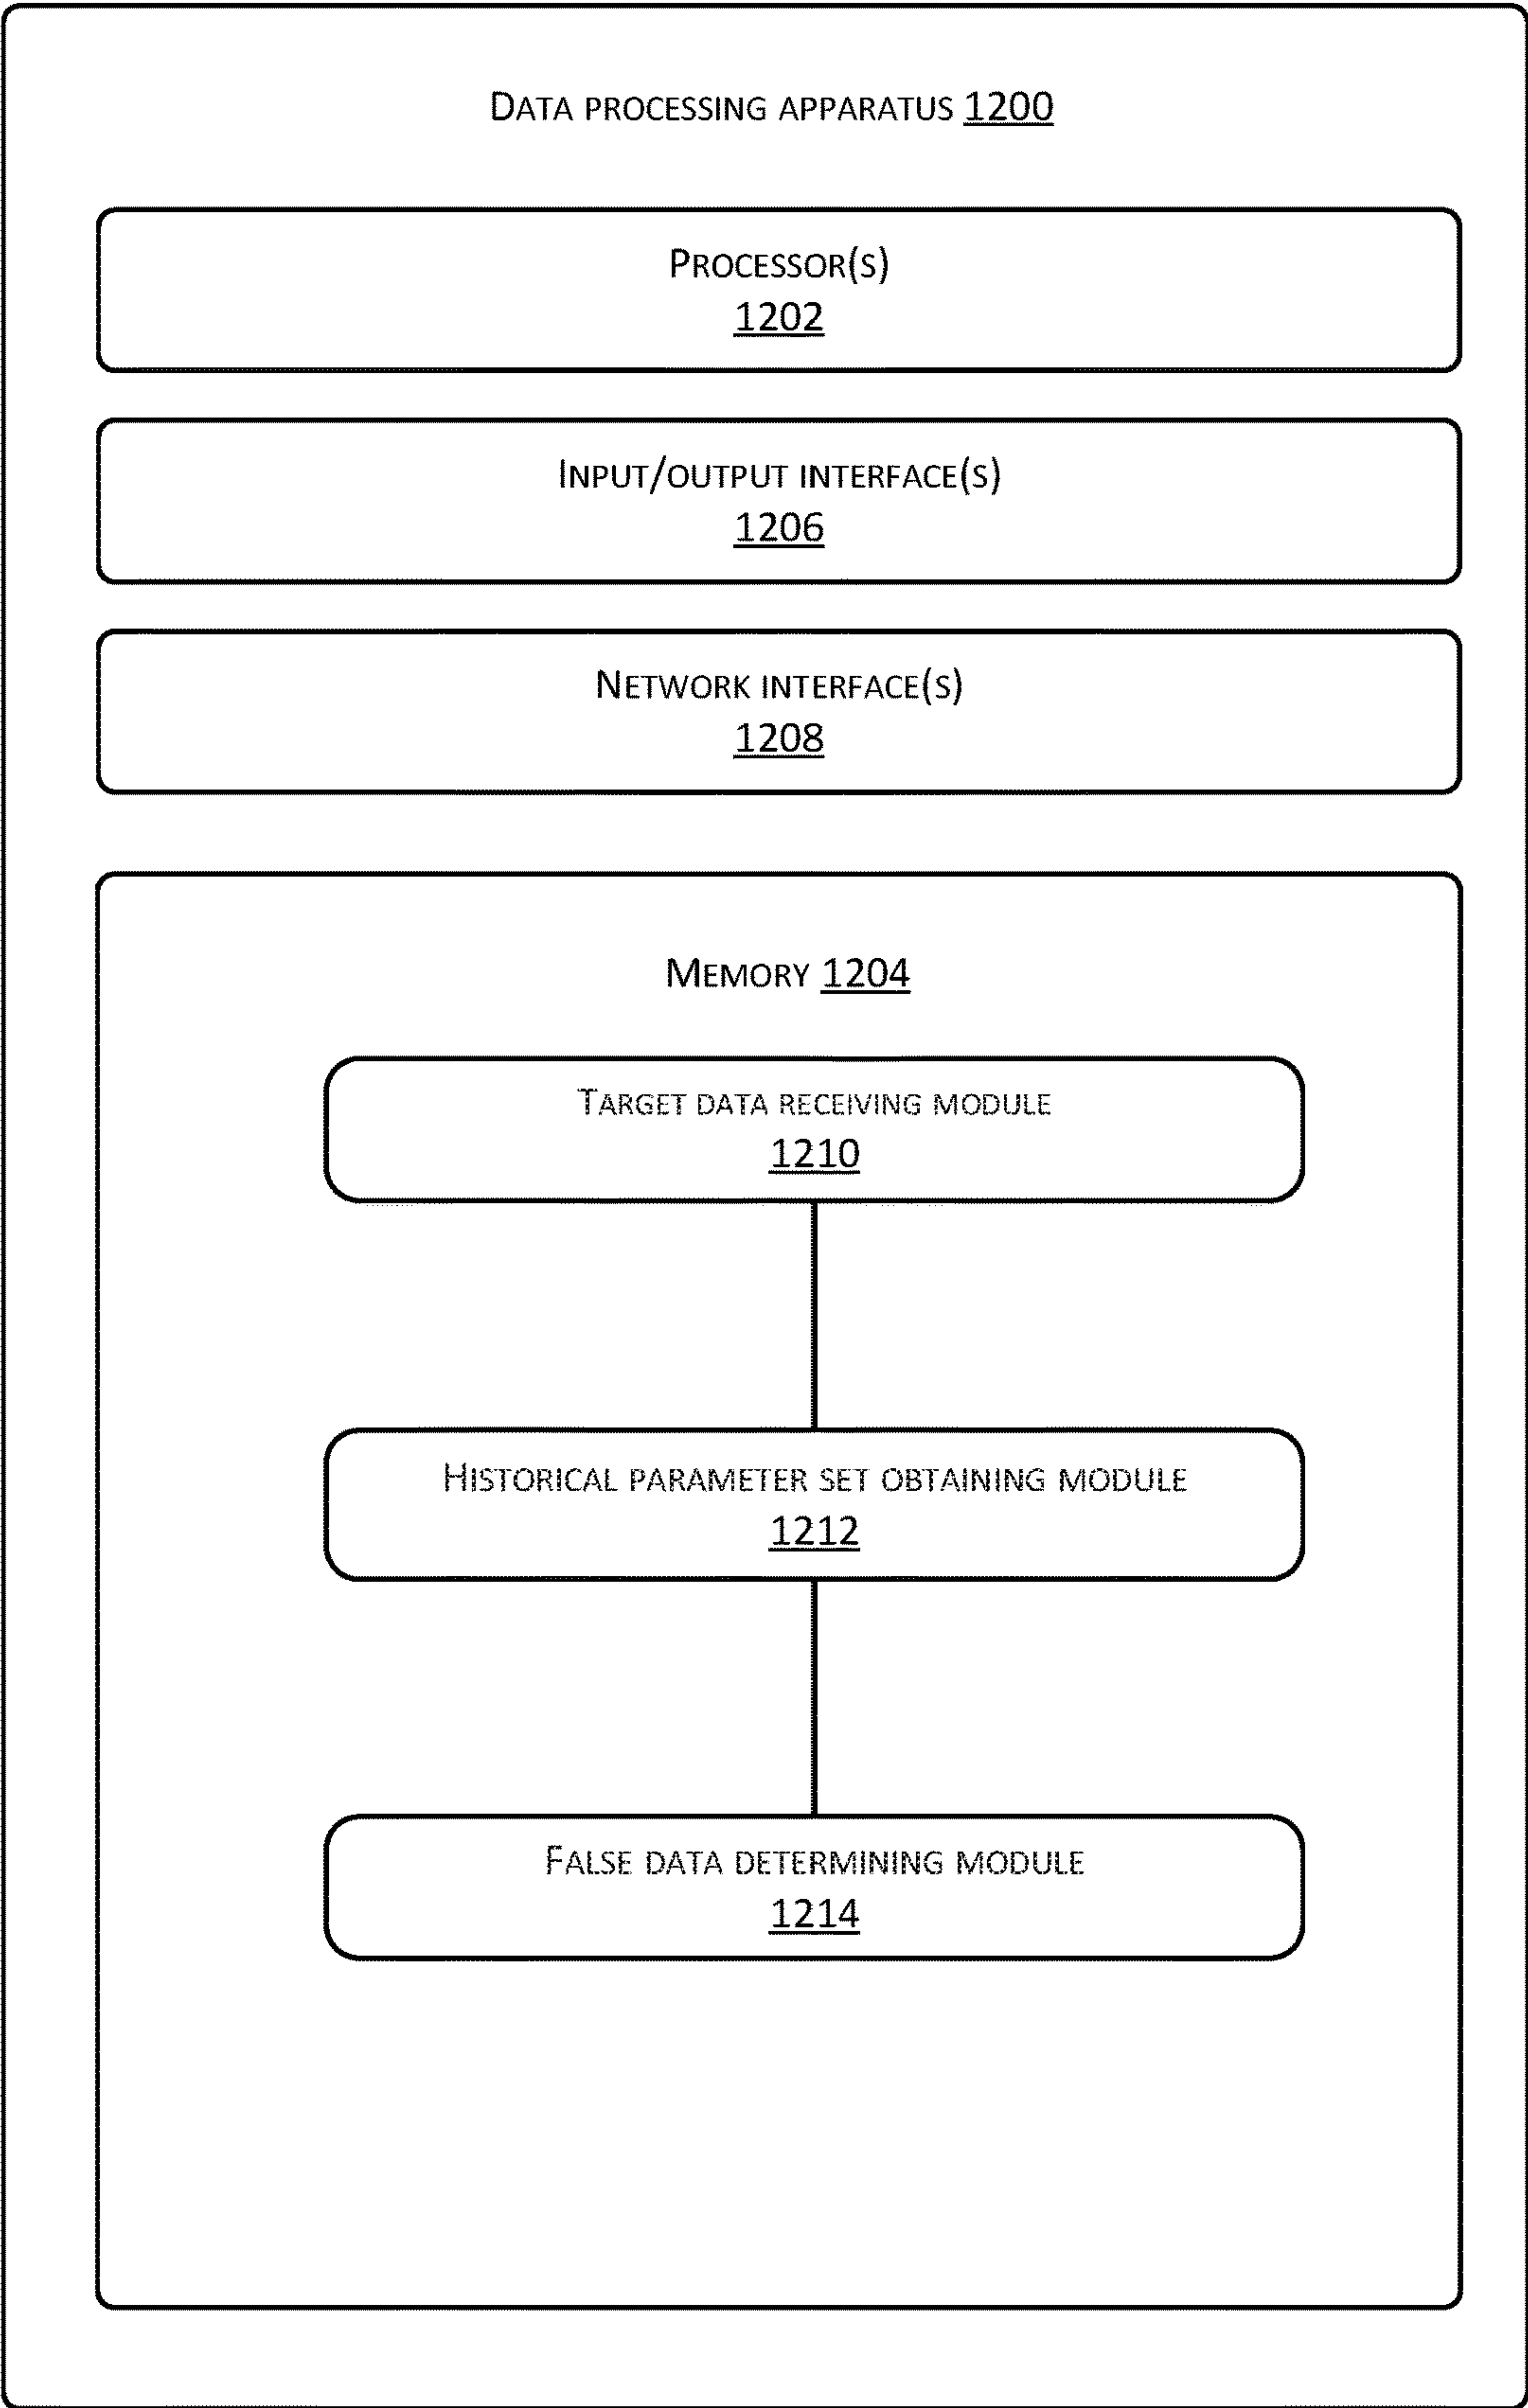 Data processing apparatus 1200
Processor(s)
1202
Input/output interface(s)
1206
Network interface(s)
1208
Memory 1204
Target data receiving module
1210
Historical parameter set obtaining module
1212
False data determining module
1214